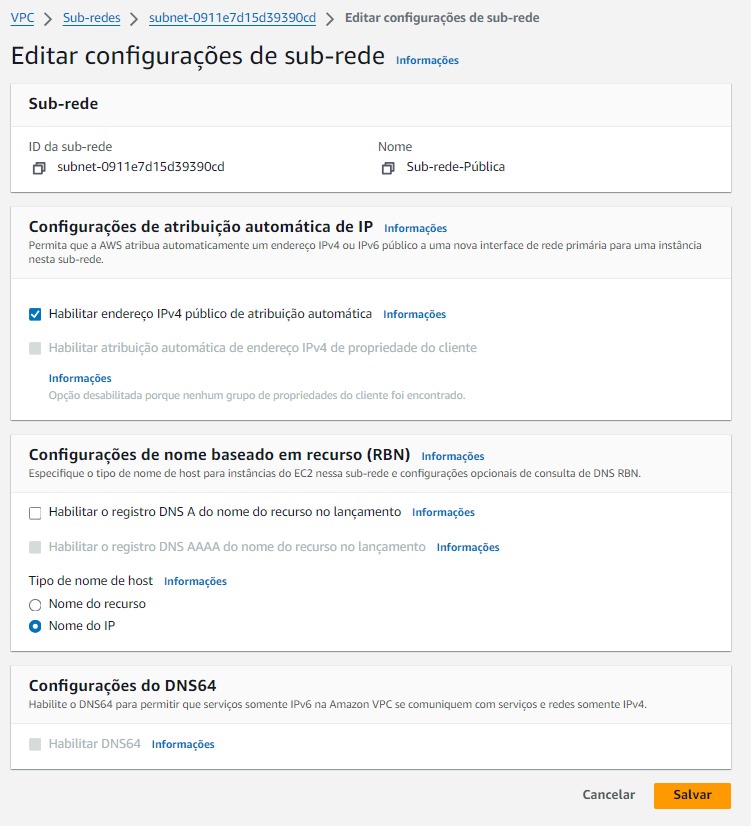 VPC > Sub-redes > subnet-0911e7d15d39390cd > Editar configurações de sub-rede
Editar configurações de sub-rede Informações
Sub-rede
ID da sub-rede Nome
subnet-0911e7d15d39390cd Sub-rede-Pública
Configurações de atribuição automática de IP Informações
Permita que a AWS atribua automaticamente um endereço IPv4 ou IPv6 público a uma nova interface de rede primária para uma instância
nesta sub-rede.
Habilitar endereço IPv4 público de atribuição automática Informações
Habilitar atribuição automática de endereço IPv4 de propriedade do cliente
Informações
Opção desabilitada porque nenhum grupo de propriedades do cliente foi encontrado.
Configurações de nome baseado em recurso (RBN) Informações
Especifique o tipo de nome de host para instâncias do EC2 nessa sub-rede e configurações opcionais de consulta de DNS RBN.
Habilitar o registro DNS A do nome do recurso no lançamento Informações
Habilitar o registro DNS AAAA do nome do recurso no lançamento Informações
Tipo de nome de host Informações
Nome do recurso
Nome do IP
Configurações do DNS64
Habilite o DNS64 para permitir que serviços somente IPv6 na Amazon VPC se comuniquem com serviços e redes somente IPv4.
Habilitar DNS64 Informações
Cancelar Salvar